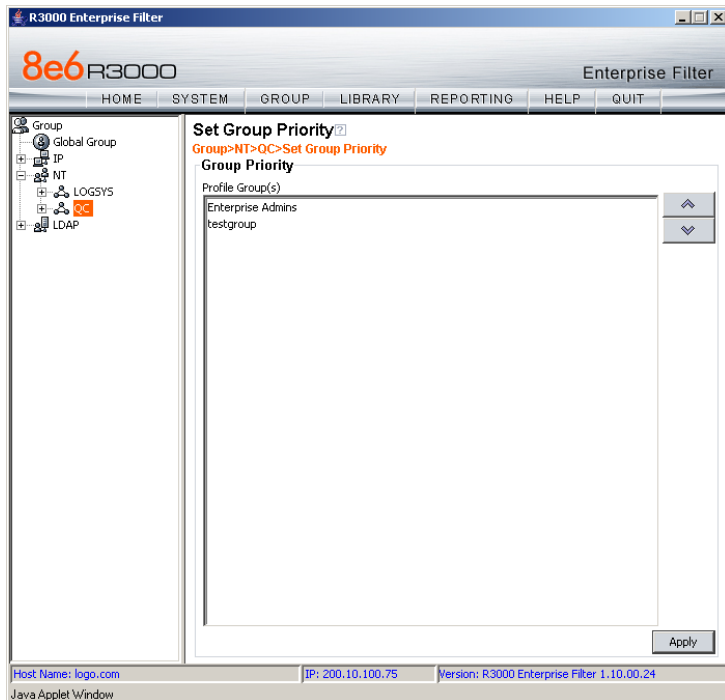 R3000 Enterprise Filter
8e6 R3000
Enterprise Filter
HOME SYSTEM GROUP LIBRARY REPORTING HELP QUIT
Group
Global Group
IP
NT
LOGSYS
QC
LDAP
Set Group Priority?
Group>NT>QC>Set Group Priority
Group Priority
Profile Group(s)
Enterprise Admins
testgroup
Apply
Host Name: logo.com
IP: 200.10.100.75
Version: R3000 Enterprise Filter 1.10.00.24
Java Applet Window